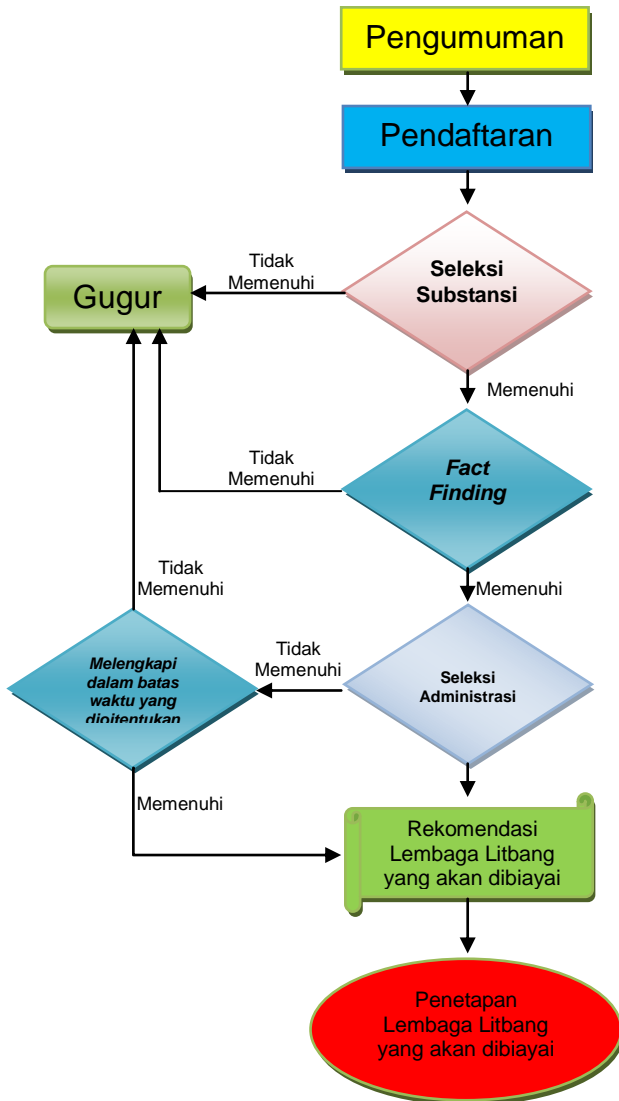 Pengumuman
Pendaftaran
Tidak
Memenuhi
Seleksi
Substansi
Gugur
Memenuhi
Tidak
Memenuhi
Fact
Finding
Tidak
Memenuhi
Memenuhi
Melengkapi
dalam batas
waktu yang
dioitentukan
Tidak
Memenuhi
Seleksi
Administrasi
Memenuhi
Rekomendasi
Lembaga Litbang
yang akan dibiayai
Penetapan
Lembaga Litbang
yang akan dibiayai